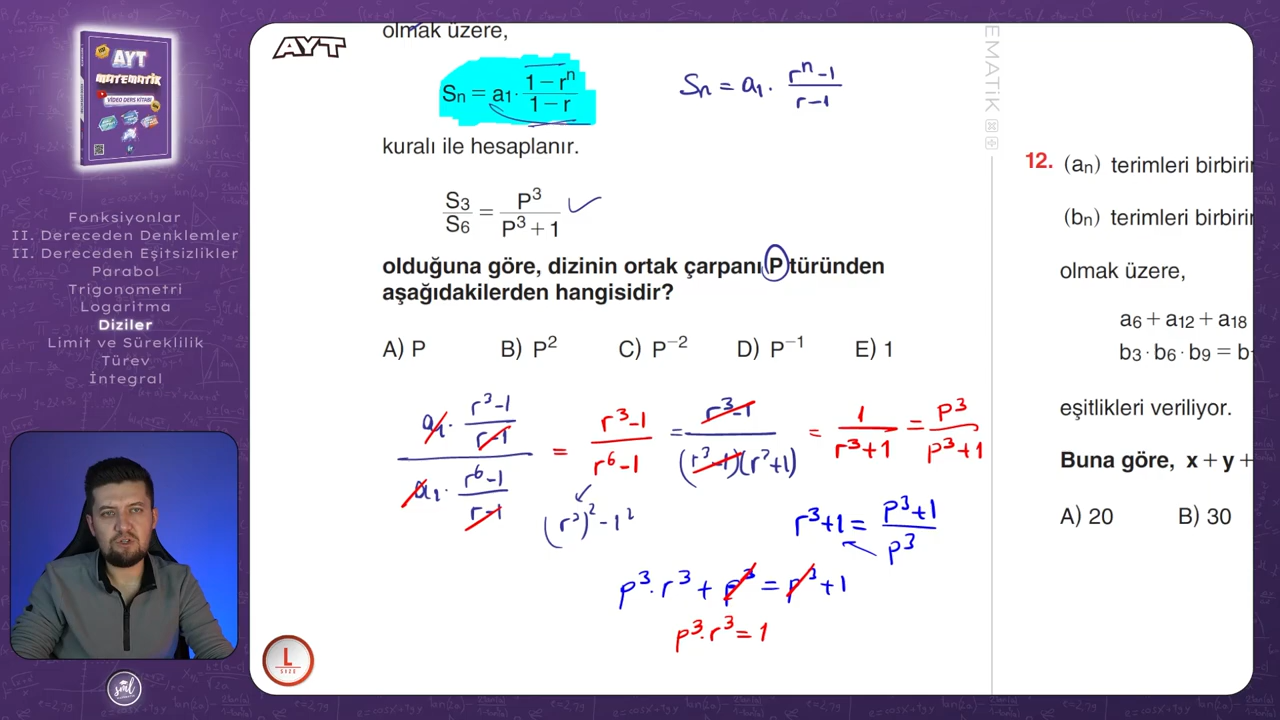 AYT
MATEMATİK
VİDEO DERS KİTABI
Fonksiyonlar
II. Dereceden Denklemler
II. Dereceden Eşitsizlikler
Parabol
Trigonometri
Logaritma
Diziler
Limit ve Süreklilik
Türev
İntegral
sml
L
SIZE
AYT
olmak üzere,
Sn = a1 · (1 − r^n)/(1 − r)
Sn = a1 · (r^n − 1)/(r − 1)
kuralı ile hesaplanır.
S3/S6 = P^3/(P^3 + 1)
olduğuna göre, dizinin ortak çarpanı P türünden
aşağıdakilerden hangisidir?
A) P B) P^2 C) P^−2 D) P^−1 E) 1
(a1 · (r^3−1)/(r−1))/(a1 · (r^6−1)/(r−1)) = (r^3−1)/(r^6−1) = (r^3−1)/((r^3−1)(r^3+1)) = 1/(r^3+1) = P^3/(P^3+1)
(r^3)^2 − 1^2
r^3+1 = (P^3+1)/P^3
P^3 · r^3 + P^3 = P^3 + 1
P^3 · r^3 = 1
EMATİK
12. (an) terimleri birbirin
(bn) terimleri birbirin
olmak üzere,
a6 + a12 + a18
b3 · b6 · b9 = b
eşitlikleri veriliyor.
Buna göre, x + y +
A) 20 B) 30